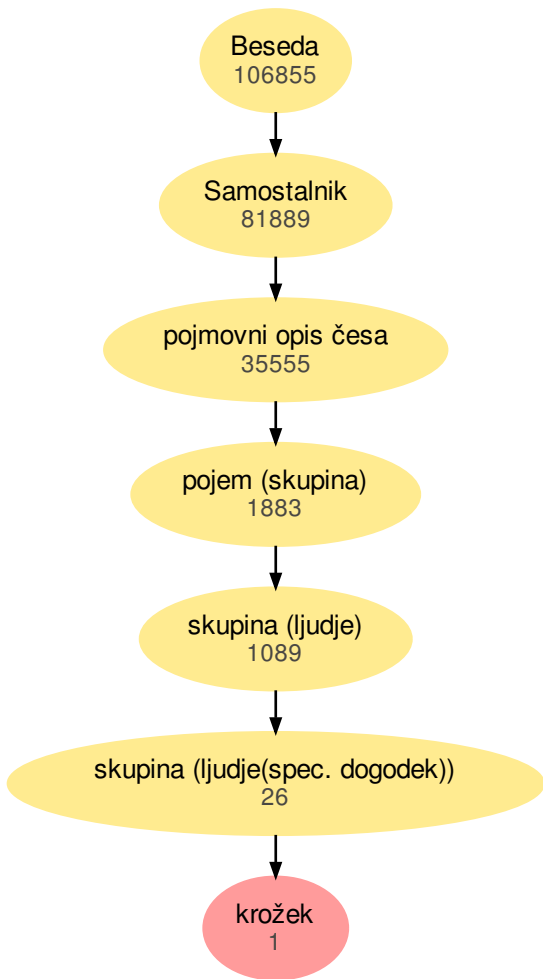 Beseda
106855
Samostalnik
81889
pojmovni opis česa
35555
pojem (skupina)
1883
skupina (ljudje)
1089
skupina (ljudje(spec. dogodek))
26
krožek
1